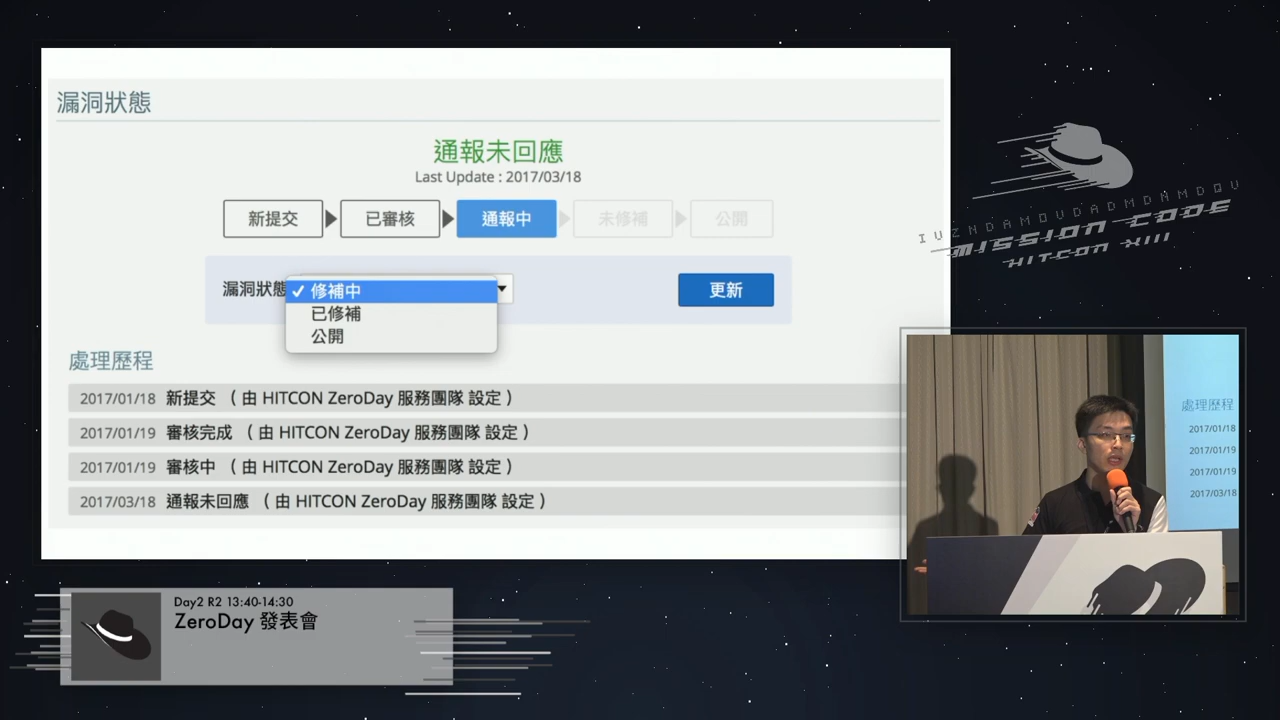 漏洞狀態
通報未回應
Last Update : 2017/03/18
新提交
已審核
通報中
未修補
公開
漏洞狀態
✓ 修補中
已修補
公開
更新
處理歷程
2017/01/18 新提交 （ 由 HITCON ZeroDay 服務團隊 設定 ）
2017/01/19 審核完成 （ 由 HITCON ZeroDay 服務團隊 設定 ）
2017/01/19 審核中 （ 由 HITCON ZeroDay 服務團隊 設定 ）
2017/03/18 通報未回應 （ 由 HITCON ZeroDay 服務團隊 設定 ）
IVZNDAMOUDADMDNMDQU
MISSION-CODE
HITCON XIII
處理歷程
2017/01/18
2017/01/19
2017/01/19
2017/03/18
Day2 R2 13:40-14:30
ZeroDay 發表會